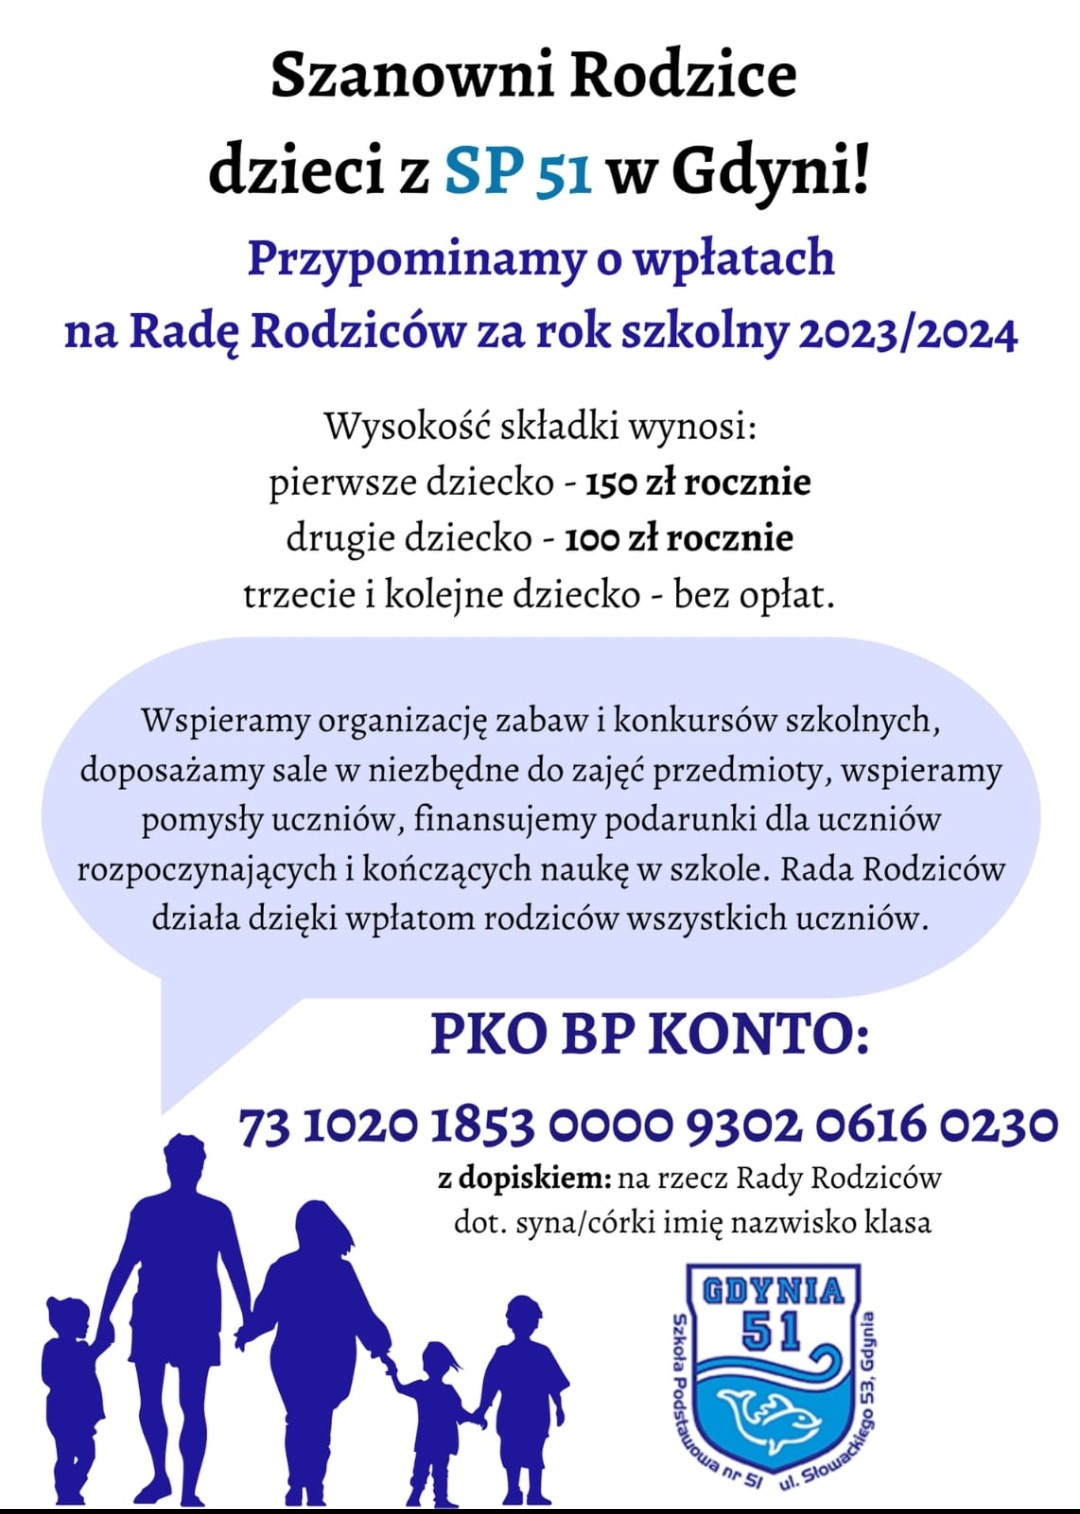 Szanowni Rodzice
dzieci z SP 51 w Gdyni!
Przypominamy o wpłatach
na Radę Rodziców za rok szkolny 2023/2024
Wysokość składki wynosi:
pierwsze dziecko - 150 zł rocznie
drugie dziecko - 100 zł rocznie
trzecie i kolejne dziecko - bez opłat.
Wspieramy organizację zabaw i konkursów szkolnych,
doposażamy sale w niezbędne do zajęć przedmioty, wspieramy
pomysły uczniów, finansujemy podarunki dla uczniów
rozpoczynających i kończących naukę w szkole. Rada Rodziców
działa dzięki wpłatom rodziców wszystkich uczniów.
PKO BP KONTO:
73 1020 1853 0000 9302 0616 0230
z dopiskiem: na rzecz Rady Rodziców
dot. syna/córki imię nazwisko klasa
GDYNIA
51
Szkoła Podstawowa nr 51 ul. Słowackiego 53, Gdynia